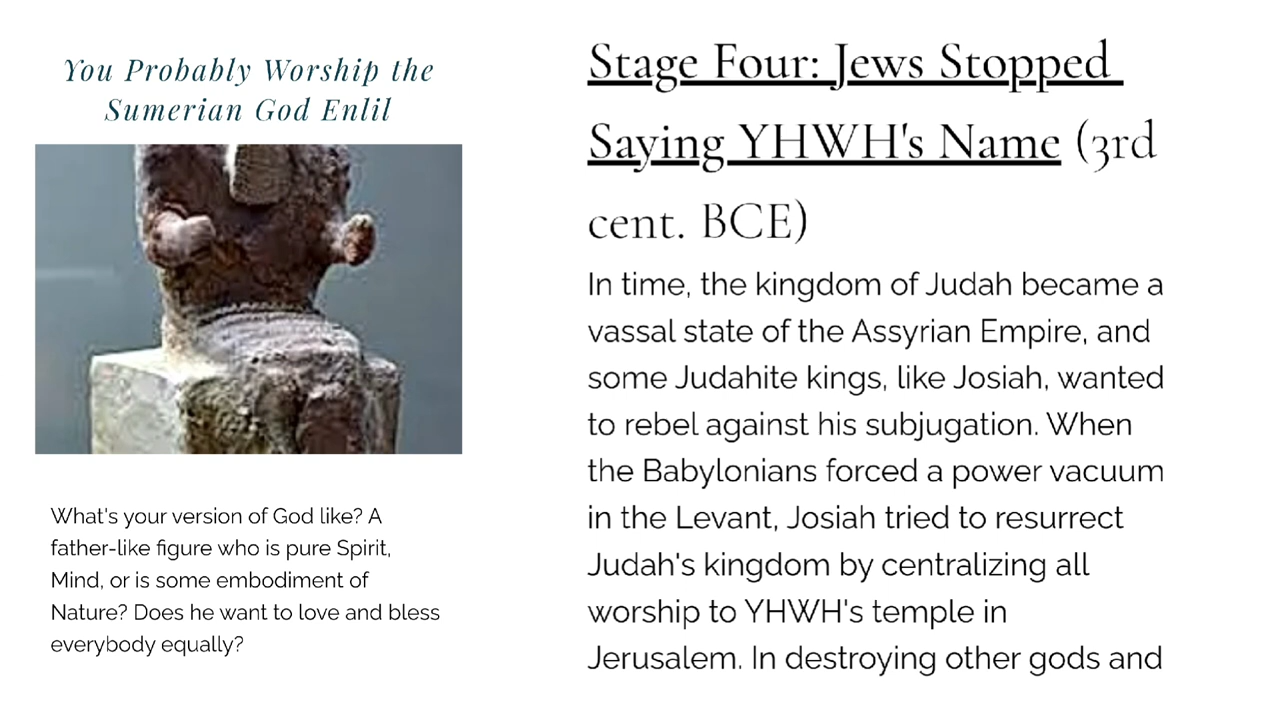 You Probably Worship the
Sumerian God Enlil
What's your version of God like? A
father-like figure who is pure Spirit,
Mind, or is some embodiment of
Nature? Does he want to love and bless
everybody equally?
Stage Four: Jews Stopped
Saying YHWH's Name (3rd
cent. BCE)
In time, the kingdom of Judah became a
vassal state of the Assyrian Empire, and
some Judahite kings, like Josiah, wanted
to rebel against his subjugation. When
the Babylonians forced a power vacuum
in the Levant, Josiah tried to resurrect
Judah's kingdom by centralizing all
worship to YHWH's temple in
Jerusalem. In destroying other gods and